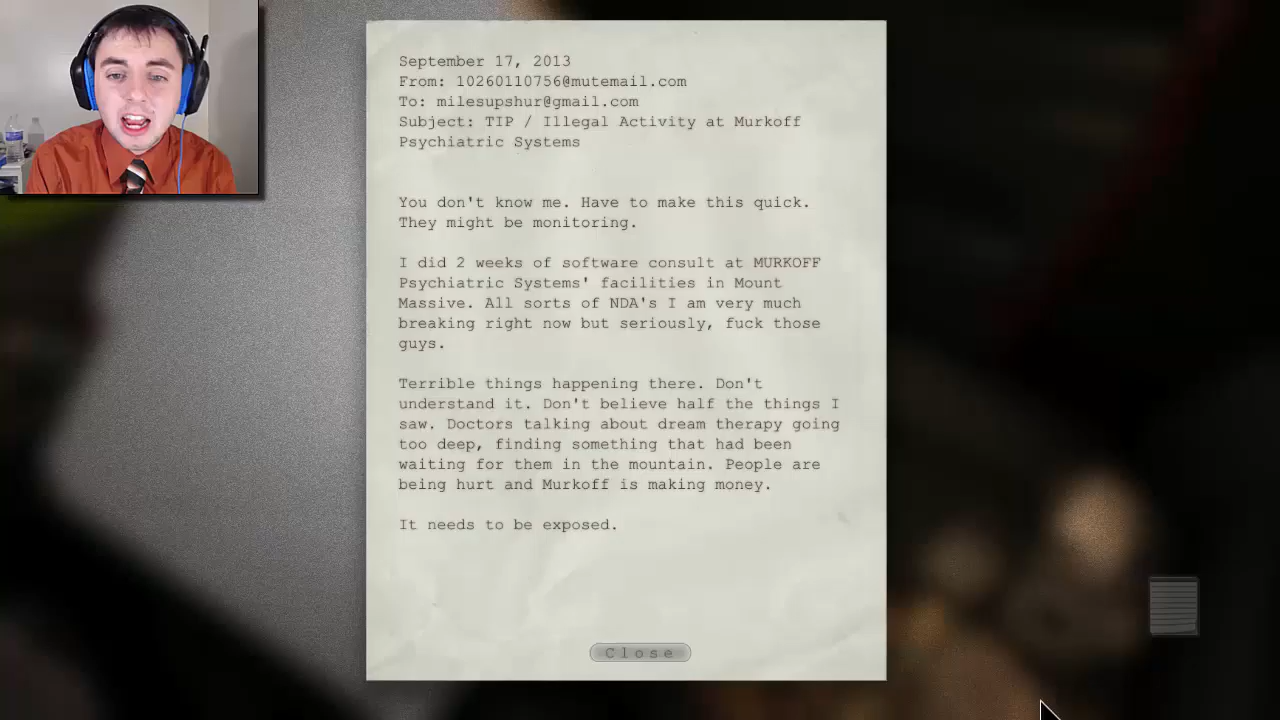 September 17, 2013
From: 10260110756@mutemail.com
To: milesupshur@gmail.com
Subject: TIP / Illegal Activity at Murkoff
Psychiatric Systems
You don't know me. Have to make this quick.
They might be monitoring.
I did 2 weeks of software consult at MURKOFF
Psychiatric Systems' facilities in Mount
Massive. All sorts of NDA's I am very much
breaking right now but seriously, fuck those
guys.
Terrible things happening there. Don't
understand it. Don't believe half the things I
saw. Doctors talking about dream therapy going
too deep, finding something that had been
waiting for them in the mountain. People are
being hurt and Murkoff is making money.
It needs to be exposed.
Close